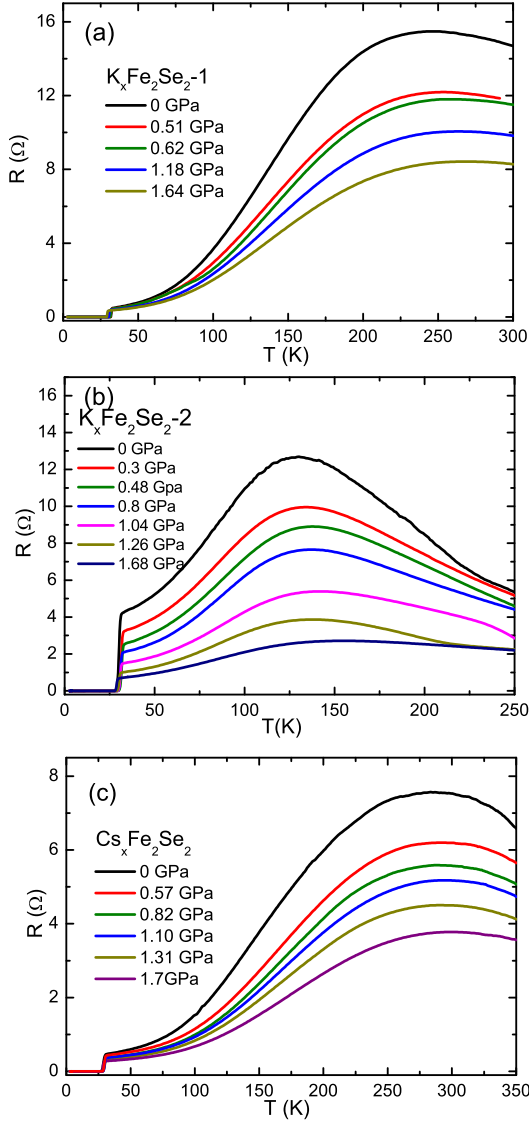 (a)
KₓFe₂Se₂-1
0 GPa
0.51 GPa
0.62 GPa
1.18 GPa
1.64 GPa
16
12
8
4
0
R (Ω)
0 50 100 150 200 250 300
T (K)
(b)
KₓFe₂Se₂-2
0 GPa
0.3 GPa
0.48 Gpa
0.8 GPa
1.04 GPa
1.26 GPa
1.68 GPa
16
14
12
10
8
6
4
2
0
R (Ω)
0 50 100 150 200 250
T(K)
(c)
CsₓFe₂Se₂
0 GPa
0.57 GPa
0.82 GPa
1.10 GPa
1.31 GPa
1.7GPa
8
6
4
2
0
R (Ω)
0 50 100 150 200 250 300 350
T (K)